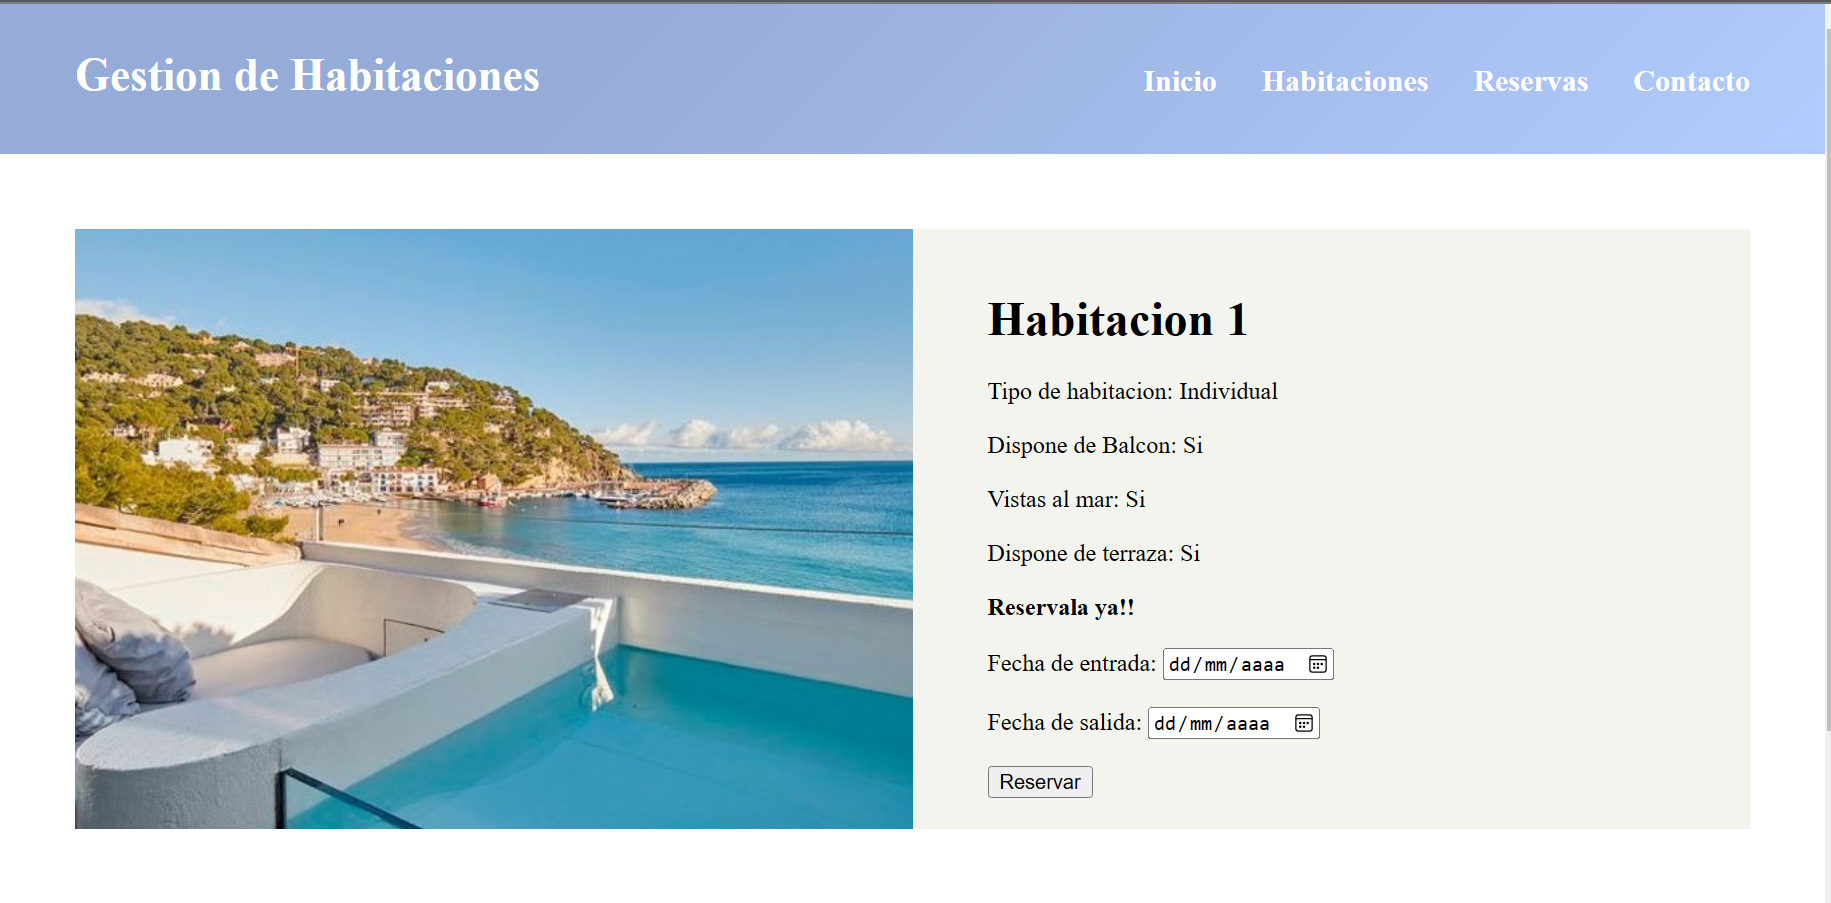 Gestion de Habitaciones
Inicio Habitaciones Reservas Contacto
Habitacion 1
Tipo de habitacion: Individual
Dispone de Balcon: Si
Vistas al mar: Si
Dispone de terraza: Si
Reservala ya!!
Fecha de entrada: dd/mm/aaaa
Fecha de salida: dd/mm/aaaa
Reservar